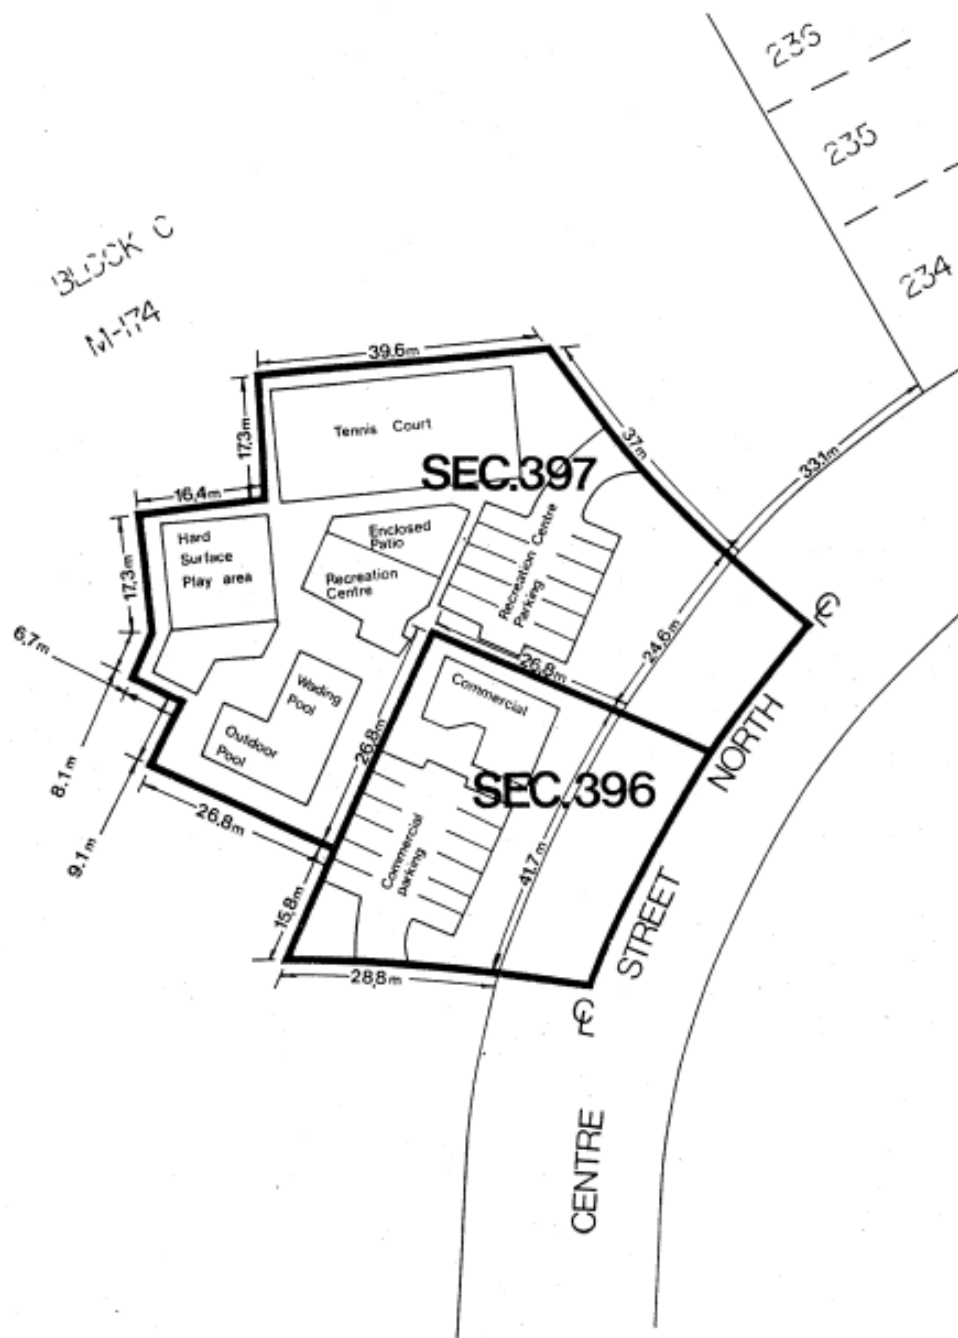 236
235
234
BLOCK C
M-174
39.6m
17.3m
37m
33.1m
Tennis Court
SEC.397
16.4m
Hard
Surface
Play area
Enclosed
Patio
Recreation
Centre
Recreation Centre
Parking
17.3m
6.7m
24.6m
26.8m
Wading
Pool
Outdoor
Pool
Commercial
26.8m
8.1m
9.1m
26.8m
SEC.396
Commercial
parking
41.7m
15.8m
28.8m
NORTH
STREET
CENTRE
℄
℄